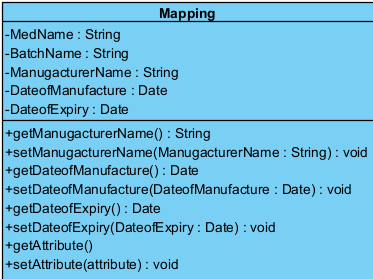 Mapping
-MedName : String
-BatchName : String
-ManugacturerName : String
-DateofManufacture : Date
-DateofExpiry : Date
+getManugacturerName() : String
+setManugacturerName(ManugacturerName : String) : void
+getDateofManufacture() : Date
+setDateofManufacture(DateofManufacture : Date) : void
+getDateofExpiry() : Date
+setDateofExpiry(DateofExpiry : Date) : void
+getAttribute()
+setAttribute(attribute) : void